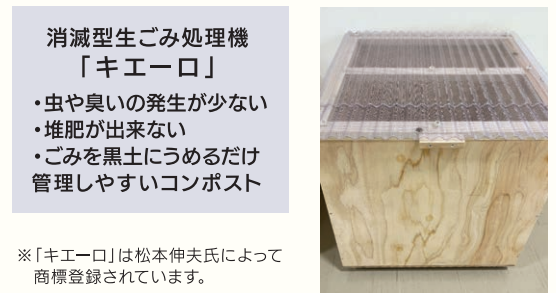 消滅型生ごみ処理機
「キエーロ」
・虫や臭いの発生が少ない
・堆肥が出来ない
・ごみを黒土にうめるだけ
管理しやすいコンポスト
※「キエーロ」は松本伸夫氏によって
商標登録されています。